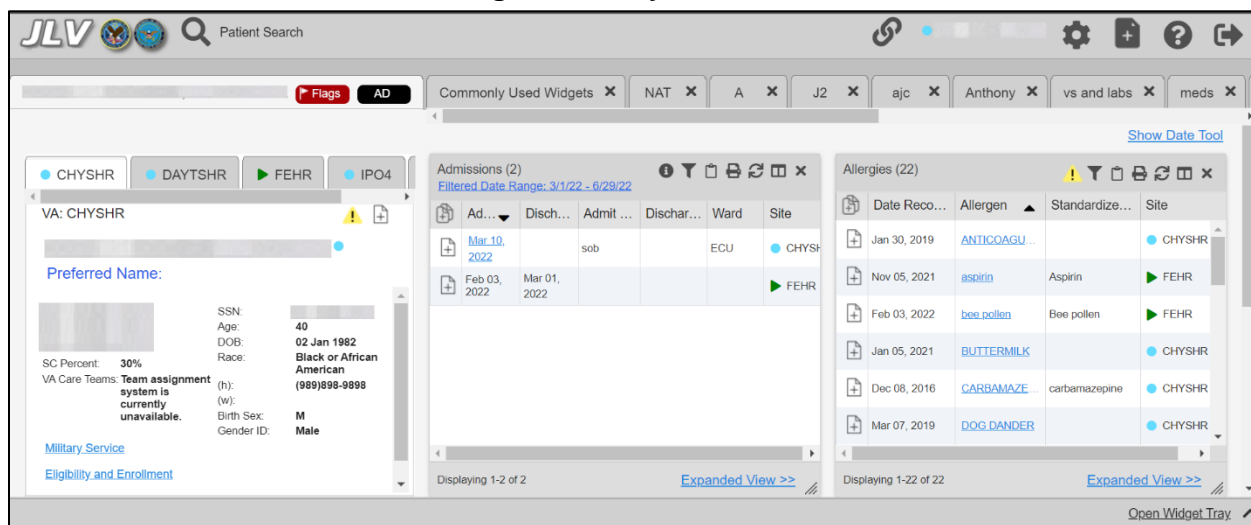 JLV Patient Search
Flags AD
Commonly Used Widgets NAT A J2 ajc Anthony vs and labs meds
Show Date Tool
CHYSHR DAYTSHR FEHR IPO4
VA: CHYSHR
Preferred Name:
SSN:
Age: 40
DOB: 02 Jan 1982
Race: Black or African
American
(h): (989)898-9898
(w):
Birth Sex: M
Gender ID: Male
SC Percent: 30%
VA Care Teams: Team assignment
system is
currently
unavailable.
Military Service
Eligibility and Enrollment
Admissions (2)
Filtered Date Range: 3/1/22 - 6/29/22
Ad... Disch... Admit ... Dischar... Ward Site
Mar 10, 2022 sob ECU CHYSH
Feb 03, 2022 Mar 01, 2022 FEHR
Displaying 1-2 of 2 Expanded View >>
Allergies (22)
Date Reco... Allergen Standardize... Site
Jan 30, 2019 ANTICOAGU... CHYSHR
Nov 05, 2021 aspirin Aspirin FEHR
Feb 03, 2022 bee pollen Bee pollen FEHR
Jan 05, 2021 BUTTERMILK CHYSHR
Dec 08, 2016 CARBAMAZE... carbamazepine CHYSHR
Mar 07, 2019 DOG DANDER CHYSHR
Displaying 1-22 of 22 Expanded View >>
Open Widget Tray